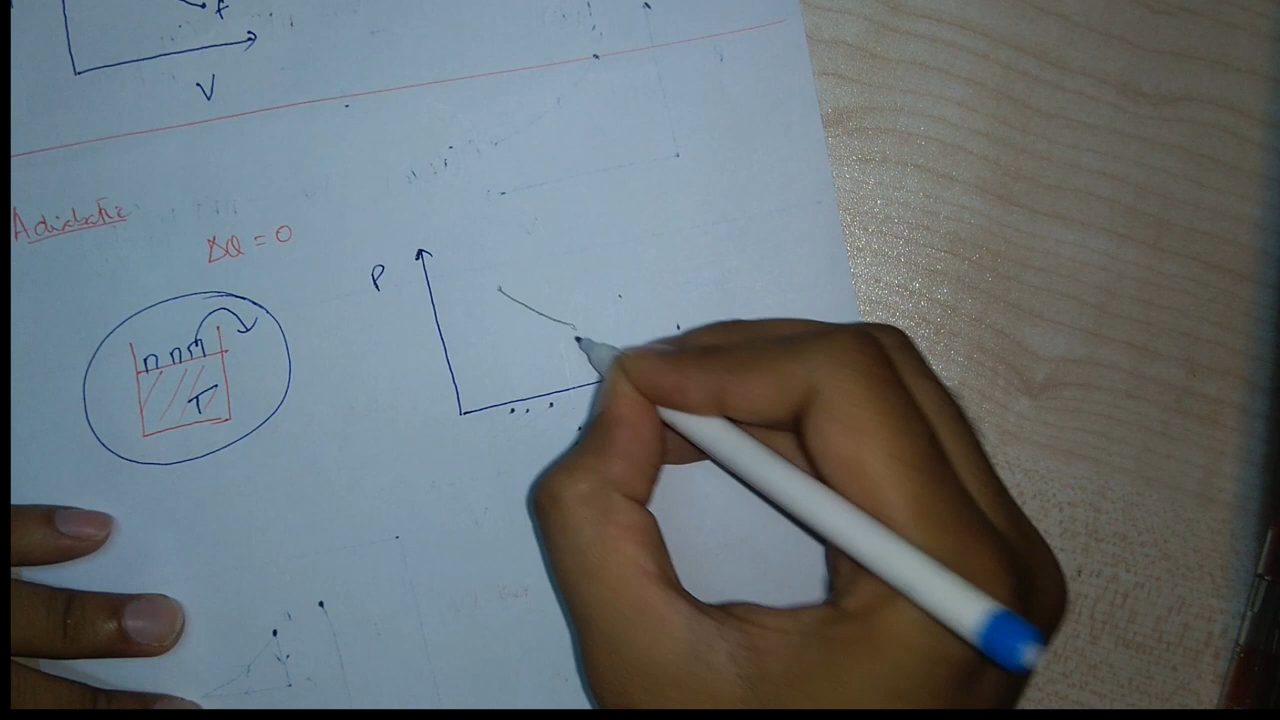 f
V
Adiabatic
ΔQ = 0
P
T